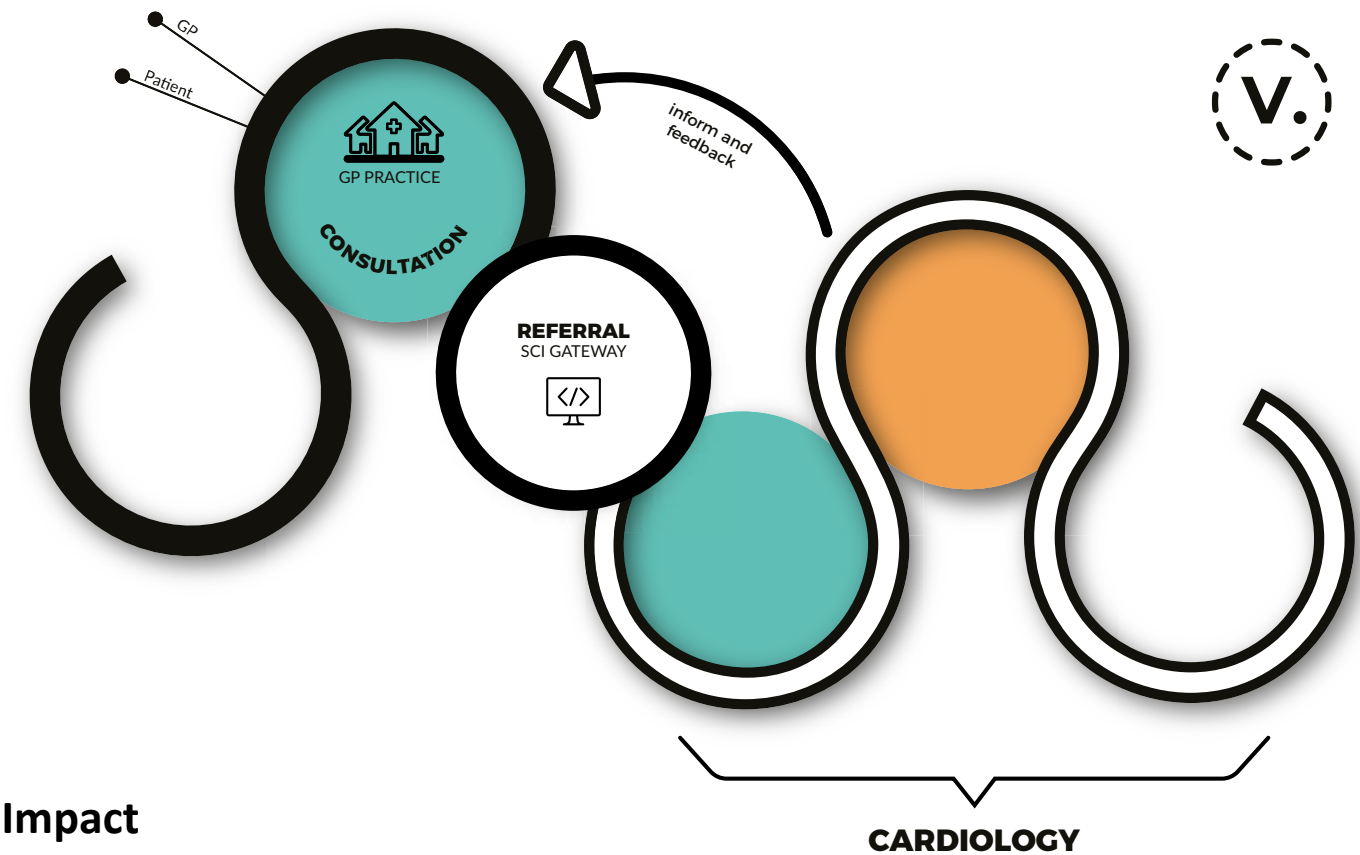 GP
Patient
GP PRACTICE
CONSULTATION
inform and
feedback
V.
REFERRAL
SCI GATEWAY
</>
Impact
CARDIOLOGY